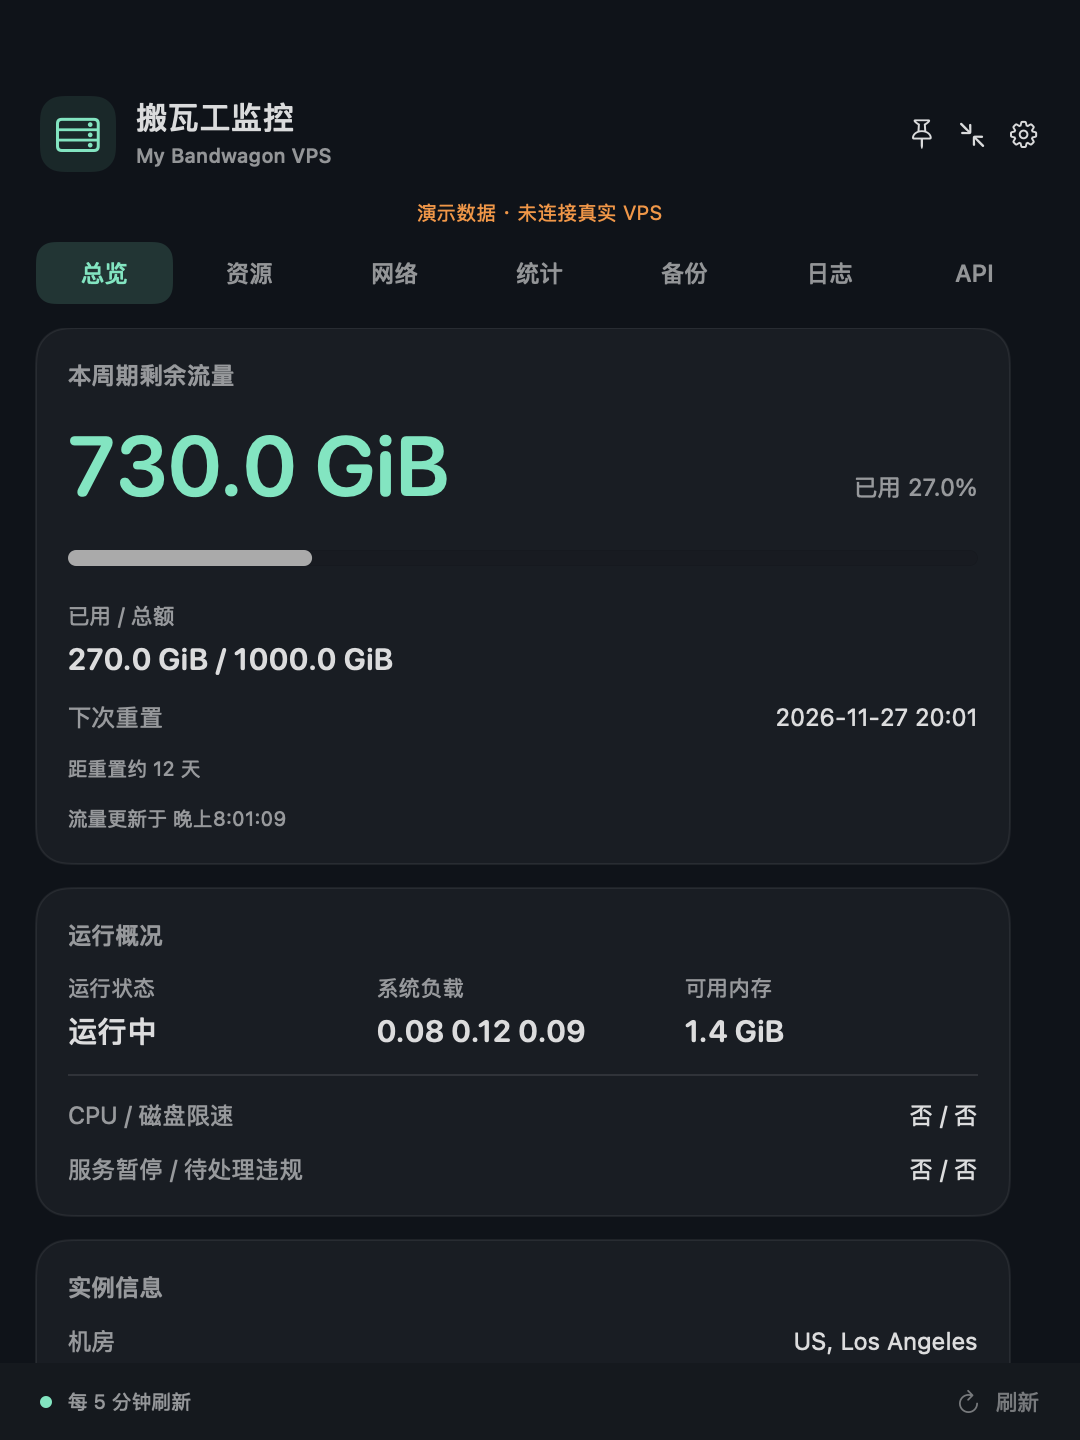 搬瓦工监控
My Bandwagon VPS
演示数据 · 未连接真实 VPS
总览 资源 网络 统计 备份 日志 API
本周期剩余流量
730.0 GiB
已用 27.0%
已用 / 总额
270.0 GiB / 1000.0 GiB
下次重置 2026-11-27 20:01
距重置约 12 天
流量更新于 晚上8:01:09
运行概况
运行状态 系统负载 可用内存
运行中 0.08 0.12 0.09 1.4 GiB
CPU / 磁盘限速 否 / 否
服务暂停 / 待处理违规 否 / 否
实例信息
机房 US, Los Angeles
每 5 分钟刷新 刷新